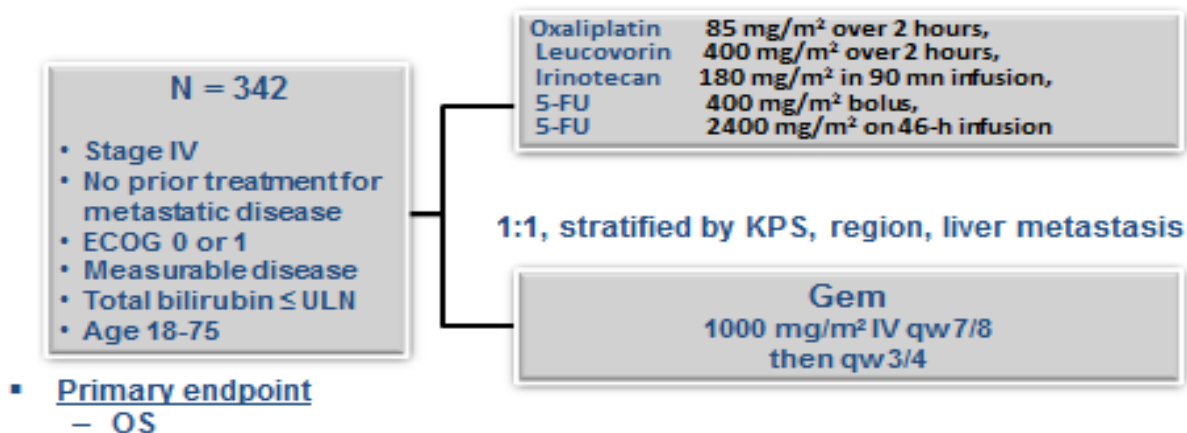 N = 342
• Stage IV
• No prior treatment for
metastatic disease
• ECOG 0 or 1
• Measurable disease
• Total bilirubin ≤ ULN
• Age 18-75
▪ Primary endpoint
– OS
Oxaliplatin 85 mg/m² over 2 hours,
Leucovorin 400 mg/m² over 2 hours,
Irinotecan 180 mg/m² in 90 mn infusion,
5-FU 400 mg/m² bolus,
5-FU 2400 mg/m² on 46-h infusion
1:1, stratified by KPS, region, liver metastasis
Gem
1000 mg/m² IV qw 7/8
then qw 3/4